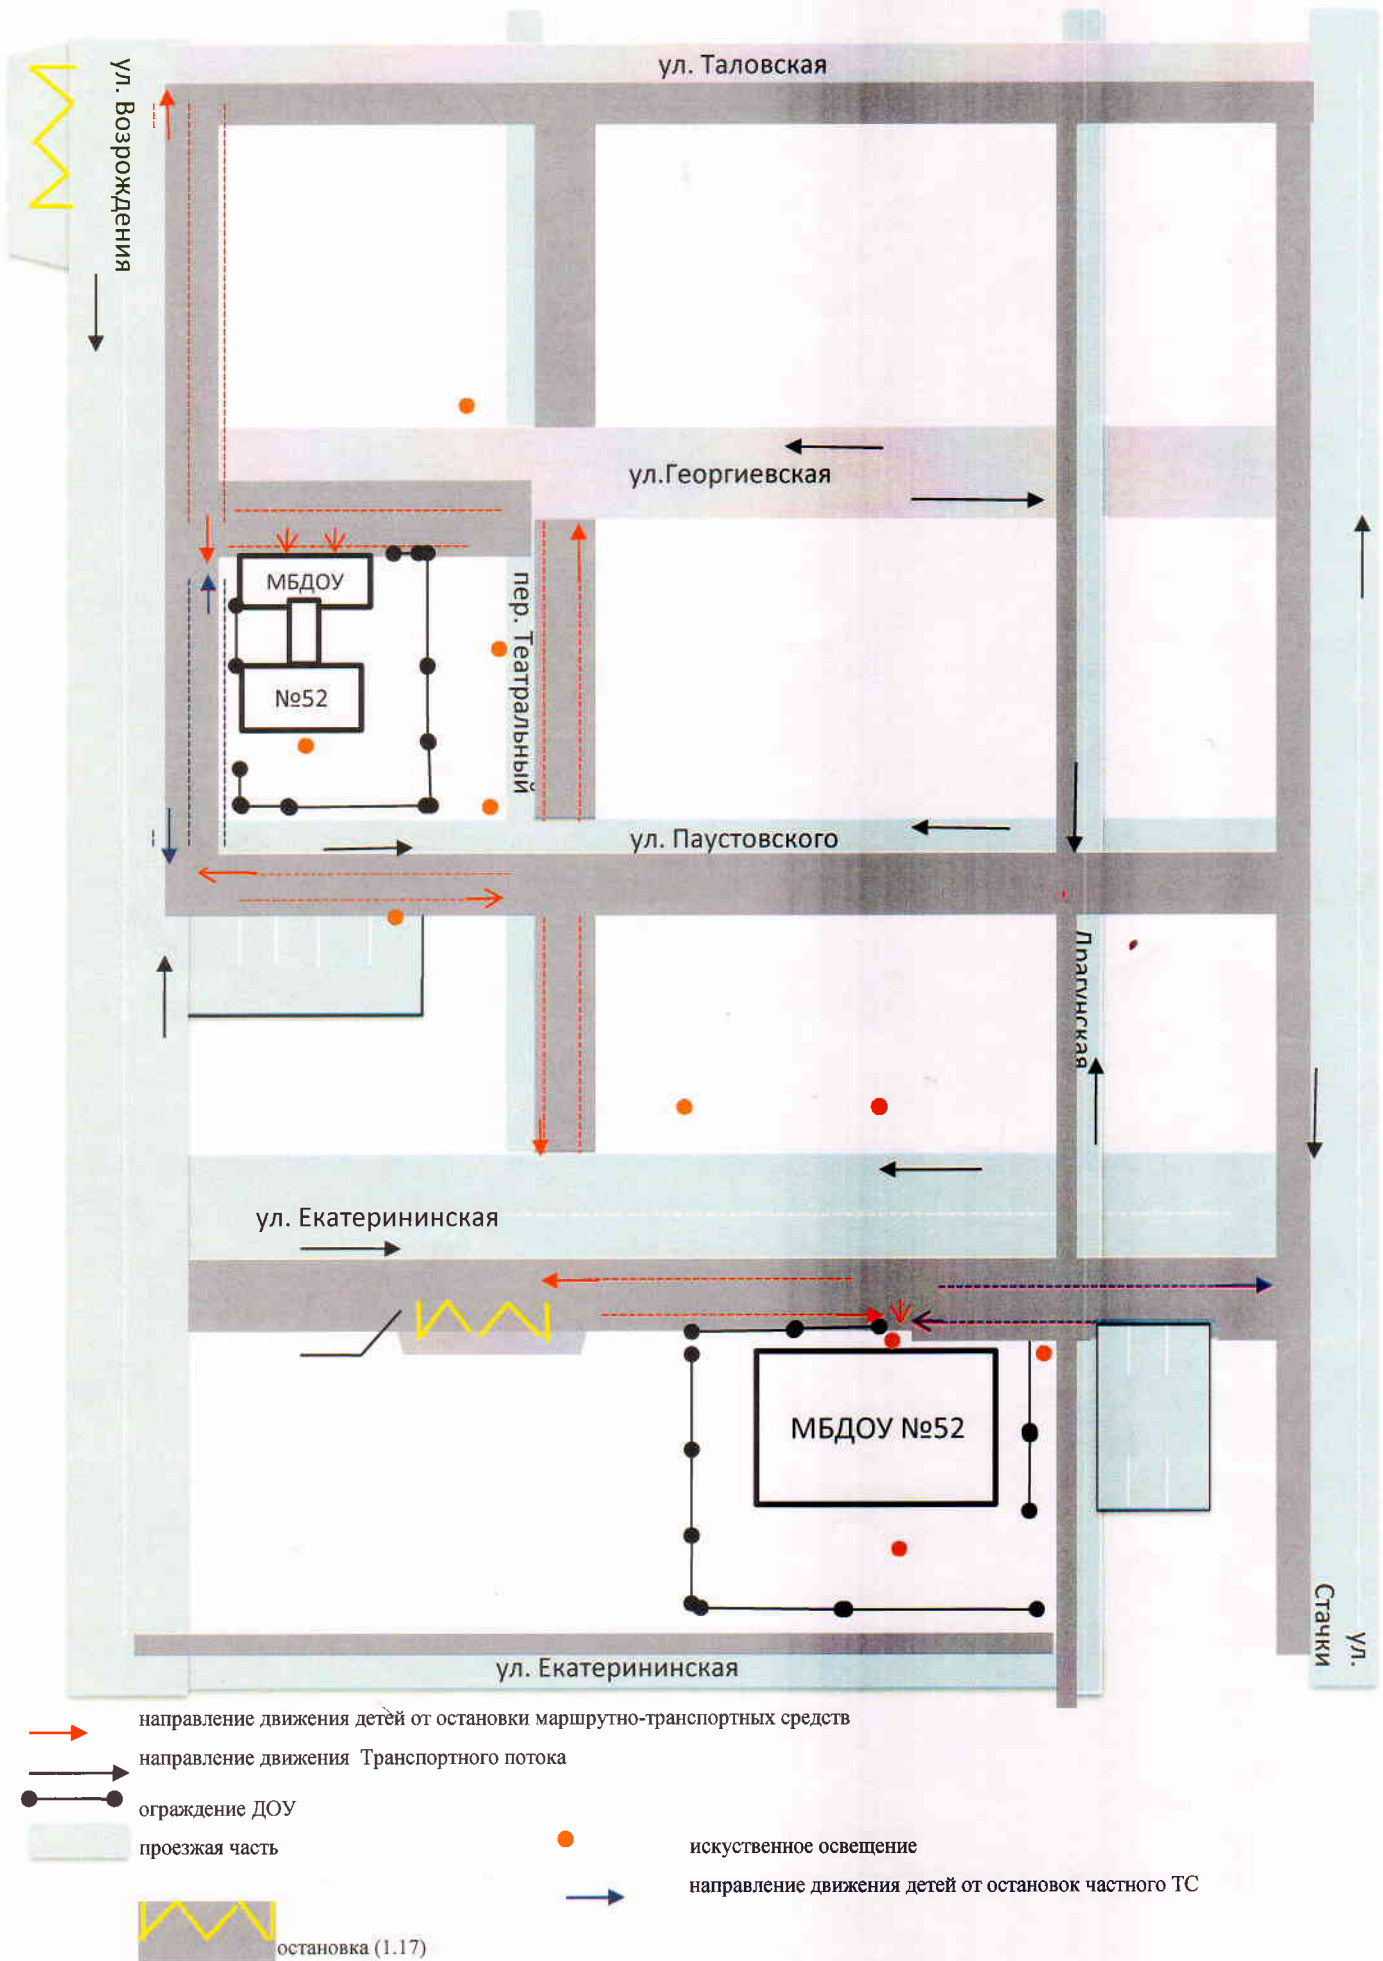 ул. Таловская
ул. Возрождения
ул.Георгиевская
МБДОУ
№52
пер. Театральный
ул. Паустовского
Драгунская
ул. Екатерининская
МБДОУ №52
ул.
Стачки
ул. Екатерининская
направление движения детей от остановки маршрутно-транспортных средств
направление движения Транспортного потока
ограждение ДОУ
проезжая часть
искуственное освещение
направление движения детей от остановок частного ТС
остановка (1.17)